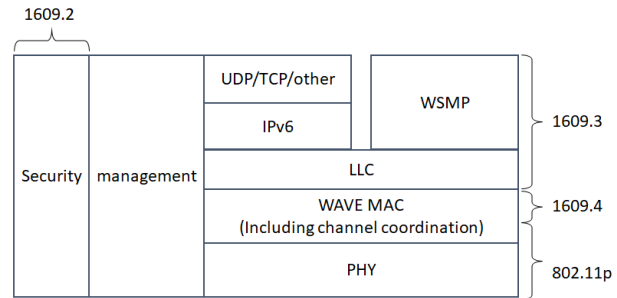 1609.2
Security
management
UDP/TCP/other
IPv6
WSMP
LLC
WAVE MAC
(Including channel coordination)
PHY
1609.3
1609.4
802.11p